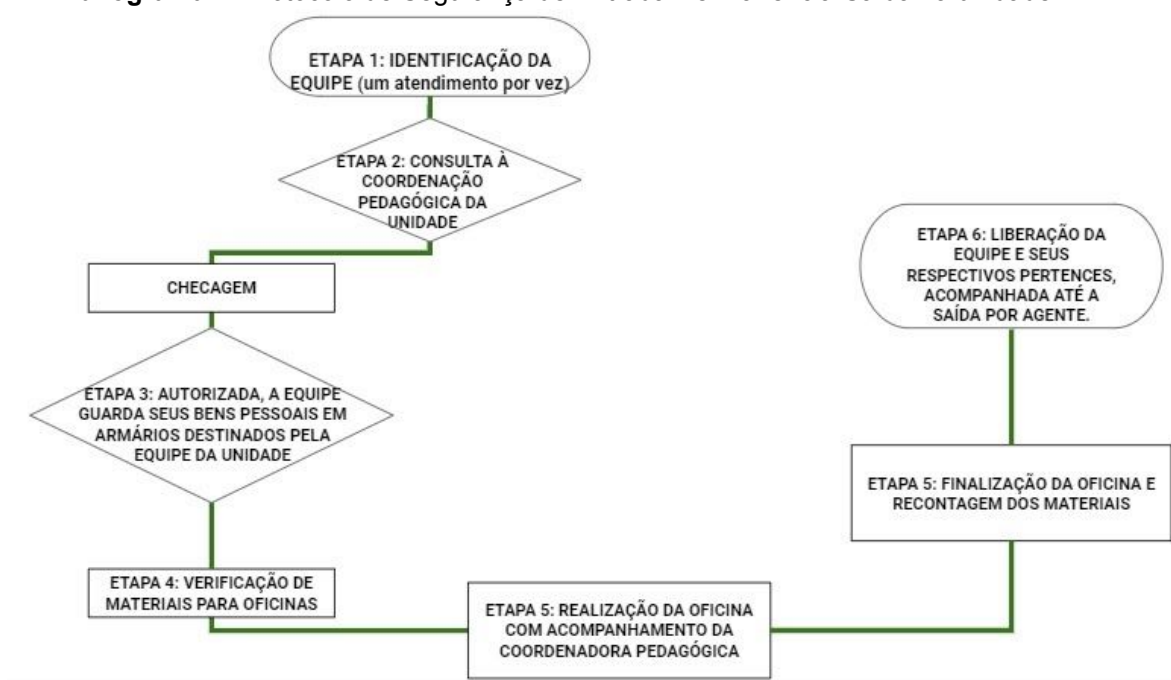 ETAPA 1: IDENTIFICAÇÃO DA
EQUIPE (um atendimento por vez)
ETAPA 2: CONSULTA À
COORDENAÇÃO
PEDAGÓGICA DA
UNIDADE
CHECAGEM
ETAPA 3: AUTORIZADA, A EQUIPE
GUARDA SEUS BENS PESSOAIS EM
ARMÁRIOS DESTINADOS PELA
EQUIPE DA UNIDADE
ETAPA 4: VERIFICAÇÃO DE
MATERIAIS PARA OFICINAS
ETAPA 5: REALIZAÇÃO DA OFICINA
COM ACOMPANHAMENTO DA
COORDENADORA PEDAGÓGICA
ETAPA 5: FINALIZAÇÃO DA OFICINA E
RECONTAGEM DOS MATERIAIS
ETAPA 6: LIBERAÇÃO DA
EQUIPE E SEUS
RESPECTIVOS PERTENCES,
ACOMPANHADA ATÉ A
SAÍDA POR AGENTE.